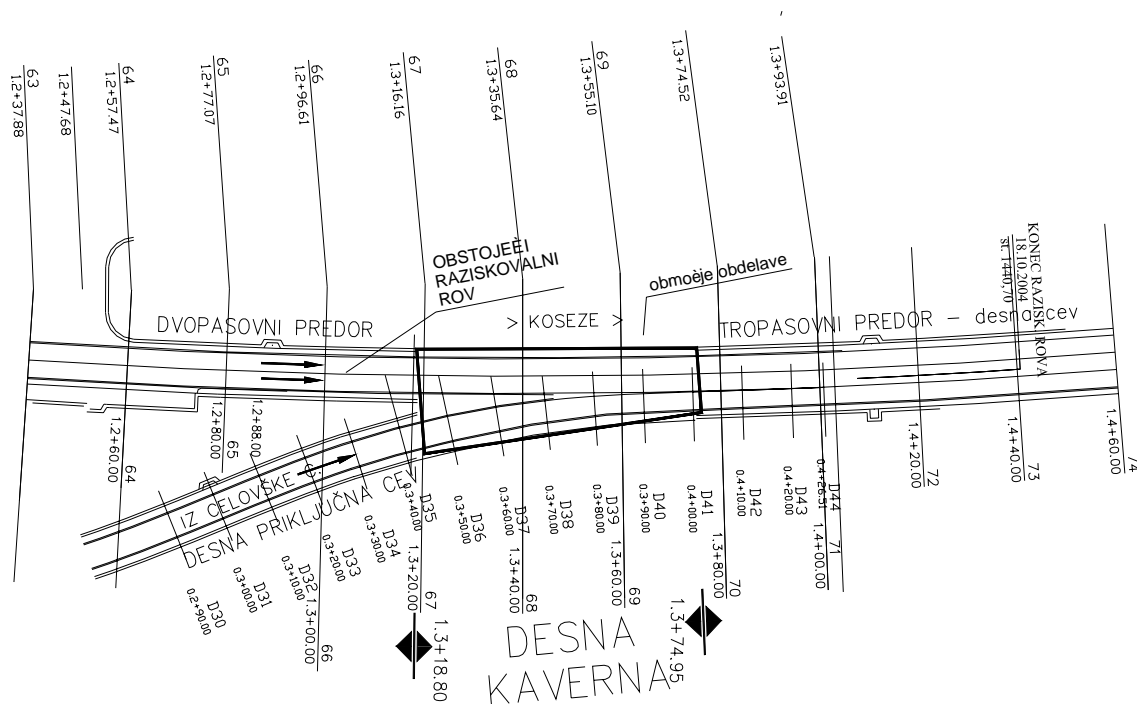 63
1.2+37.88
1.2+47.68
64
1.2+57.47
65
1.2+77.07
66
1.2+96.61
67
1.3+16.16
68
1.3+35.64
69
1.3+55.10
1.3+74.52
1.3+93.91
OBSTOJEÈI
RAZISKOVALNI
ROV
obmoèje obdelave
KONEC RAZISK. ROVA
18.10.2004
st.1440,70
DVOPASOVNI PREDOR
> KOSEZE >
TROPASOVNI PREDOR - desna cev
IZ CELOVŠKE C.
DESNA PRIKLJUČNA CEV
1.2+60.00
64
1.2+80.00
65
1.2+88.00
1.3+00.00
66
1.3+20.00
67
1.3+40.00
68
1.3+60.00
69
1.3+80.00
70
1.4+00.00
71
1.4+20.00
72
1.4+40.00
73
1.4+60.00
74
D30
0.2+90.00
D31
0.3+00.00
D32
0.3+10.00
D33
0.3+20.00
D34
0.3+30.00
D35
0.3+40.00
D36
0.3+50.00
D37
0.3+60.00
D38
0.3+70.00
D39
0.3+80.00
D40
0.3+90.00
D41
0.4+00.00
D42
0.4+10.00
D43
0.4+20.00
D44
0.4+26.51
1.3+18.80
1.3+74.95
DESNA
KAVERNA